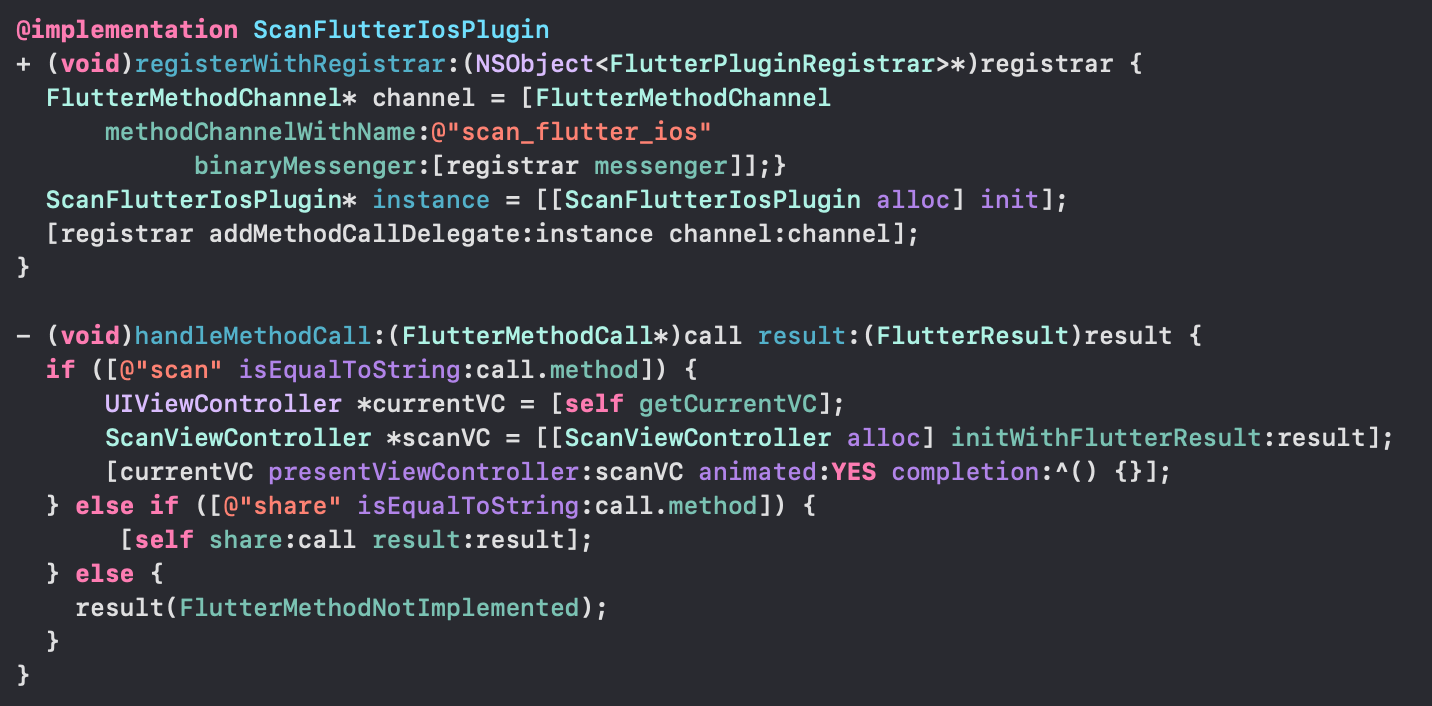 @implementation ScanFlutterIosPlugin
+ (void)registerWithRegistrar:(NSObject<FlutterPluginRegistrar>*)registrar {
  FlutterMethodChannel* channel = [FlutterMethodChannel
      methodChannelWithName:@"scan_flutter_ios"
            binaryMessenger:[registrar messenger]];}
  ScanFlutterIosPlugin* instance = [[ScanFlutterIosPlugin alloc] init];
  [registrar addMethodCallDelegate:instance channel:channel];
}

- (void)handleMethodCall:(FlutterMethodCall*)call result:(FlutterResult)result {
  if ([@"scan" isEqualToString:call.method]) {
      UIViewController *currentVC = [self getCurrentVC];
      ScanViewController *scanVC = [[ScanViewController alloc] initWithFlutterResult:result];
      [currentVC presentViewController:scanVC animated:YES completion:^() {}];
  } else if ([@"share" isEqualToString:call.method]) {
       [self share:call result:result];
  } else {
    result(FlutterMethodNotImplemented);
  }
}